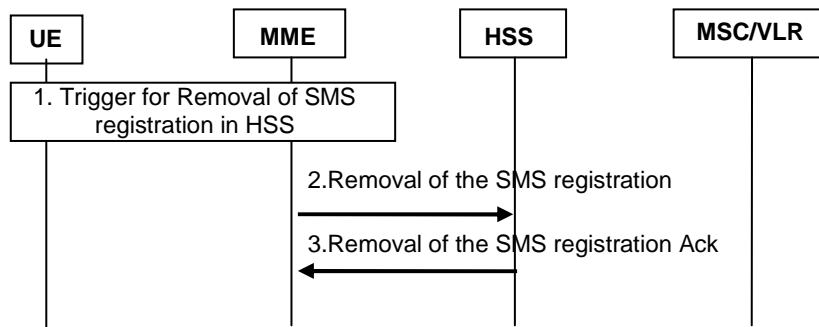 UE
MME
HSS
MSC/VLR
1. Trigger for Removal of SMS
registration in HSS
2.Removal of the SMS registration
3.Removal of the SMS registration Ack